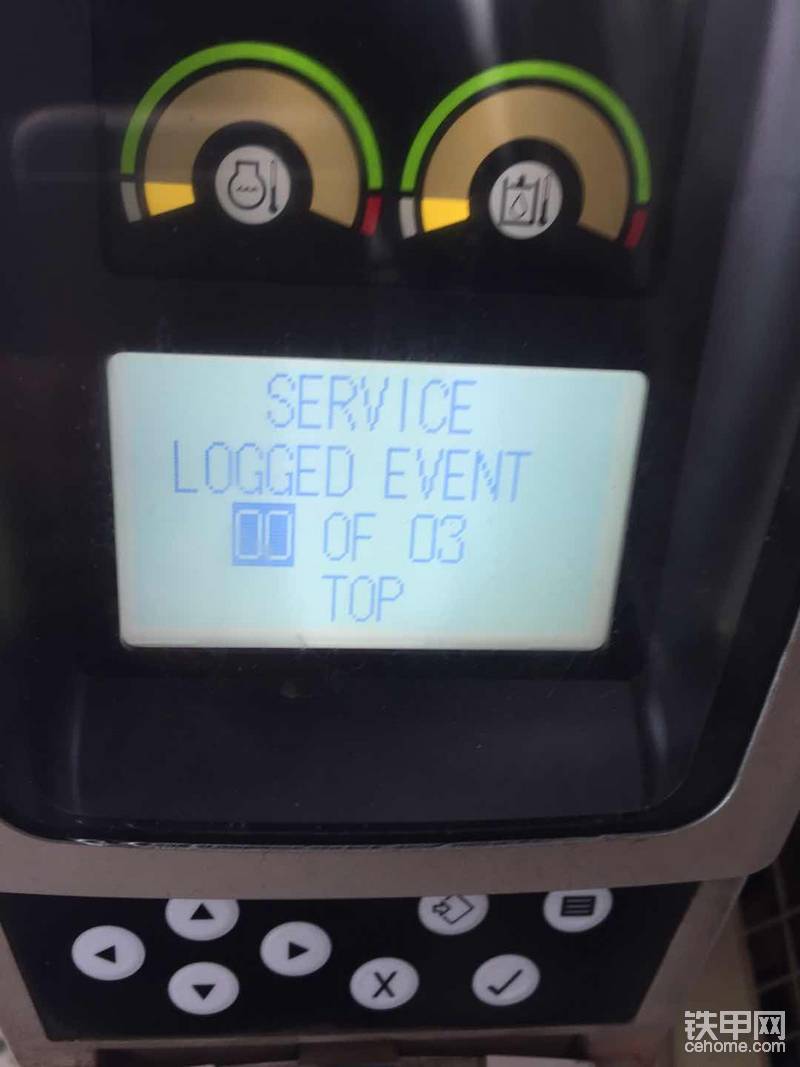 SERVICE
LOGGED EVENT
00 OF 03
TOP
X
铁甲网
cehome.com